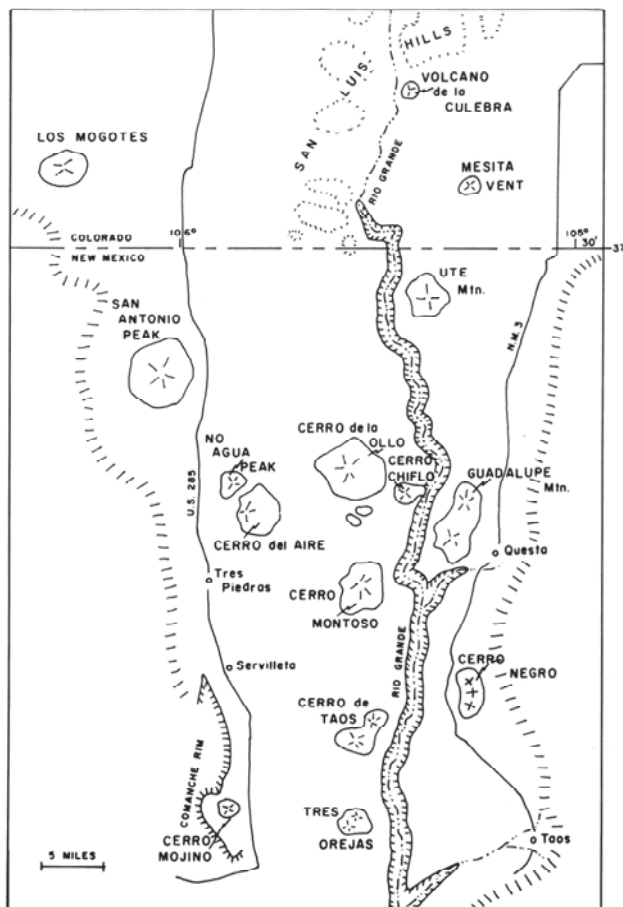 HILLS
LUIS
SAN
VOLCANO
de la
CULEBRA
LOS MOGOTES
RIO GRANDE
MESITA
VENT
COLORADO
NEW MEXICO
106°
30'
37
UTE
Mtn.
SAN
ANTONIO
PEAK
N.M. 3
CERRO de la
OLLO
NO
AGUA
PEAK
CERRO
CHIFLO
GUADALUPE
Mtn.
U.S. 285
CERRO del AIRE
Questa
Tres
Piedras
CERRO
MONTOSO
RIO GRANDE
CERRO
NEGRO
Servilleta
CERRO de
TAOS
COMANCHE RIM
TRES
OREJAS
CERRO
MOJINO
Taos
5 MILES